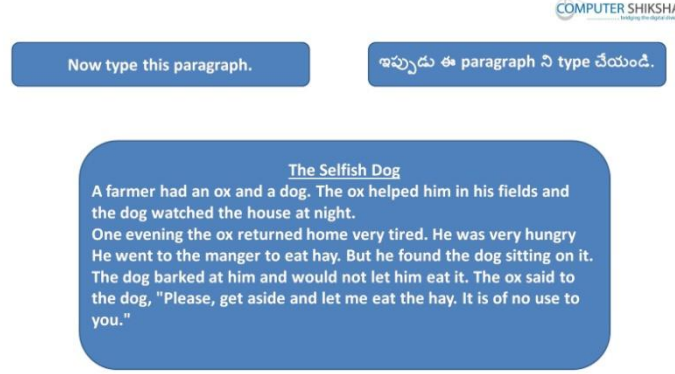 COMPUTER SHIKSHA
Now type this paragraph.
ఇప్పుడు ఈ paragraph ని type చేయండి.
The Selfish Dog
A farmer had an ox and a dog. The ox helped him in his fields and
the dog watched the house at night.
One evening the ox returned home very tired. He was very hungry
He went to the manger to eat hay. But he found the dog sitting on it.
The dog barked at him and would not let him eat it. The ox said to
the dog, "Please, get aside and let me eat the hay. It is of no use to
you."